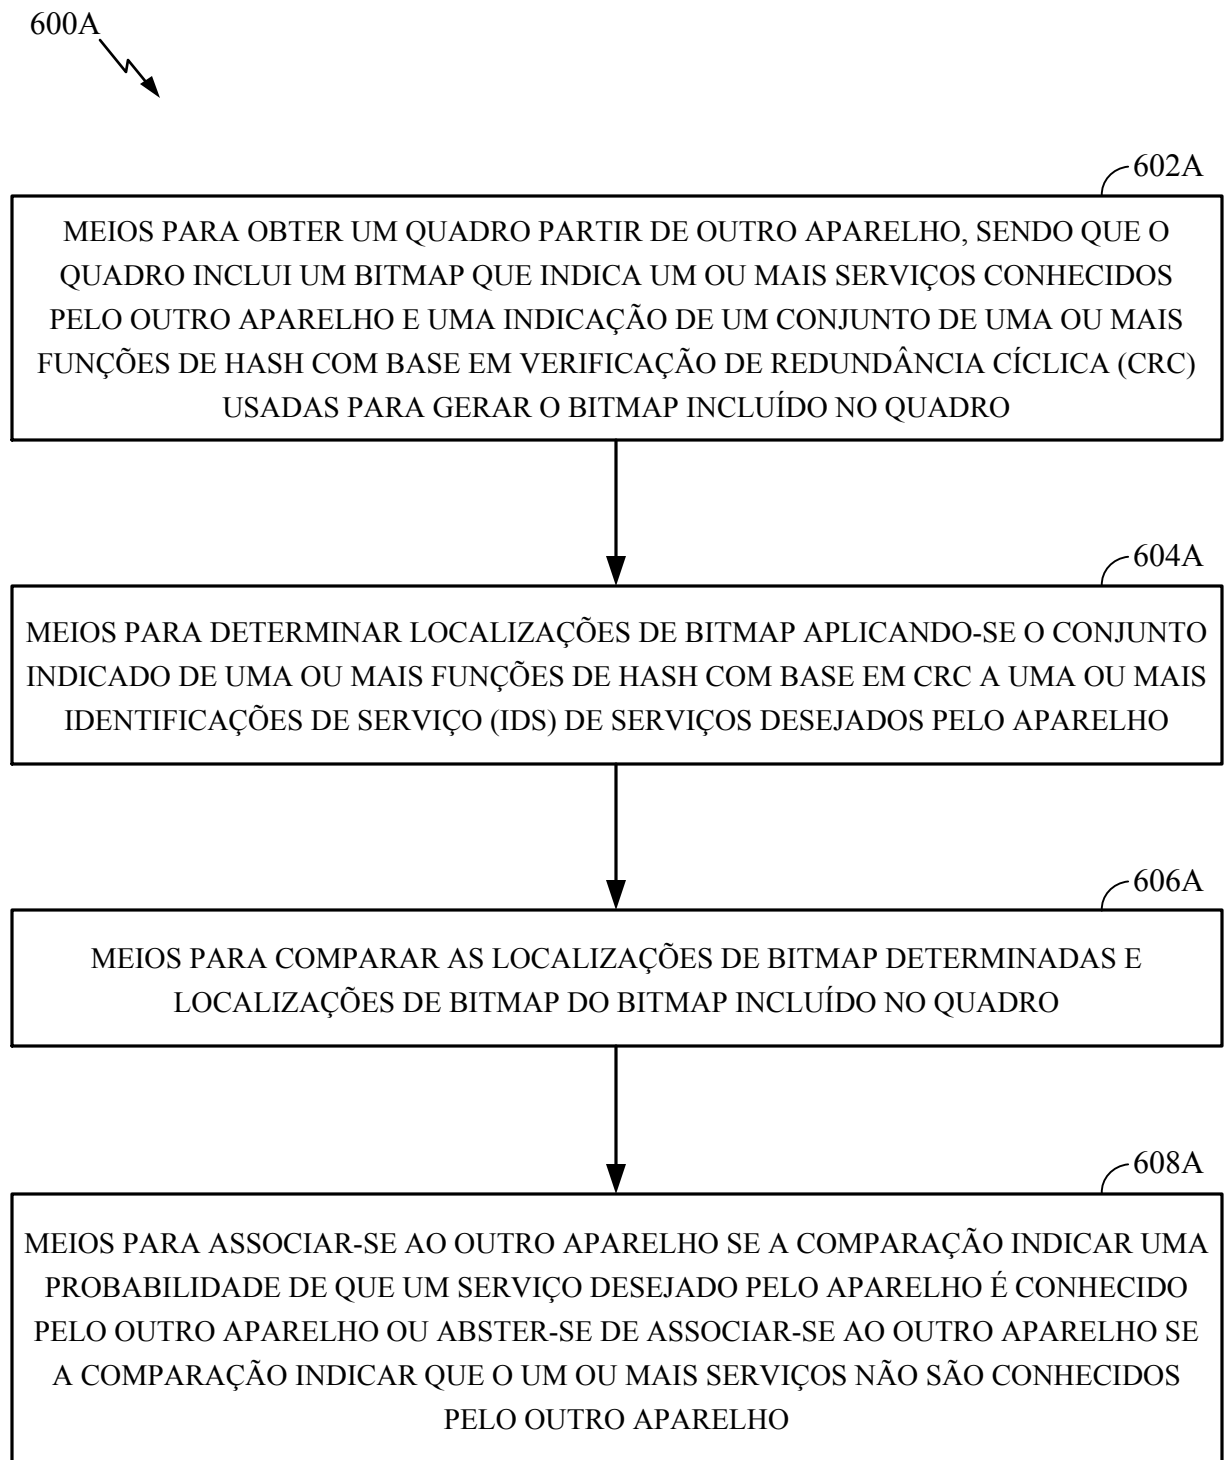 600A
602A
MEIOS PARA OBTER UM QUADRO PARTIR DE OUTRO APARELHO, SENDO QUE O
QUADRO INCLUI UM BITMAP QUE INDICA UM OU MAIS SERVIÇOS CONHECIDOS
PELO OUTRO APARELHO E UMA INDICAÇÃO DE UM CONJUNTO DE UMA OU MAIS
FUNÇÕES DE HASH COM BASE EM VERIFICAÇÃO DE REDUNDÂNCIA CÍCLICA (CRC)
USADAS PARA GERAR O BITMAP INCLUÍDO NO QUADRO
604A
MEIOS PARA DETERMINAR LOCALIZAÇÕES DE BITMAP APLICANDO-SE O CONJUNTO
INDICADO DE UMA OU MAIS FUNÇÕES DE HASH COM BASE EM CRC A UMA OU MAIS
IDENTIFICAÇÕES DE SERVIÇO (IDS) DE SERVIÇOS DESEJADOS PELO APARELHO
606A
MEIOS PARA COMPARAR AS LOCALIZAÇÕES DE BITMAP DETERMINADAS E
LOCALIZAÇÕES DE BITMAP DO BITMAP INCLUÍDO NO QUADRO
608A
MEIOS PARA ASSOCIAR-SE AO OUTRO APARELHO SE A COMPARAÇÃO INDICAR UMA
PROBABILIDADE DE QUE UM SERVIÇO DESEJADO PELO APARELHO É CONHECIDO
PELO OUTRO APARELHO OU ABSTER-SE DE ASSOCIAR-SE AO OUTRO APARELHO SE
A COMPARAÇÃO INDICAR QUE O UM OU MAIS SERVIÇOS NÃO SÃO CONHECIDOS
PELO OUTRO APARELHO